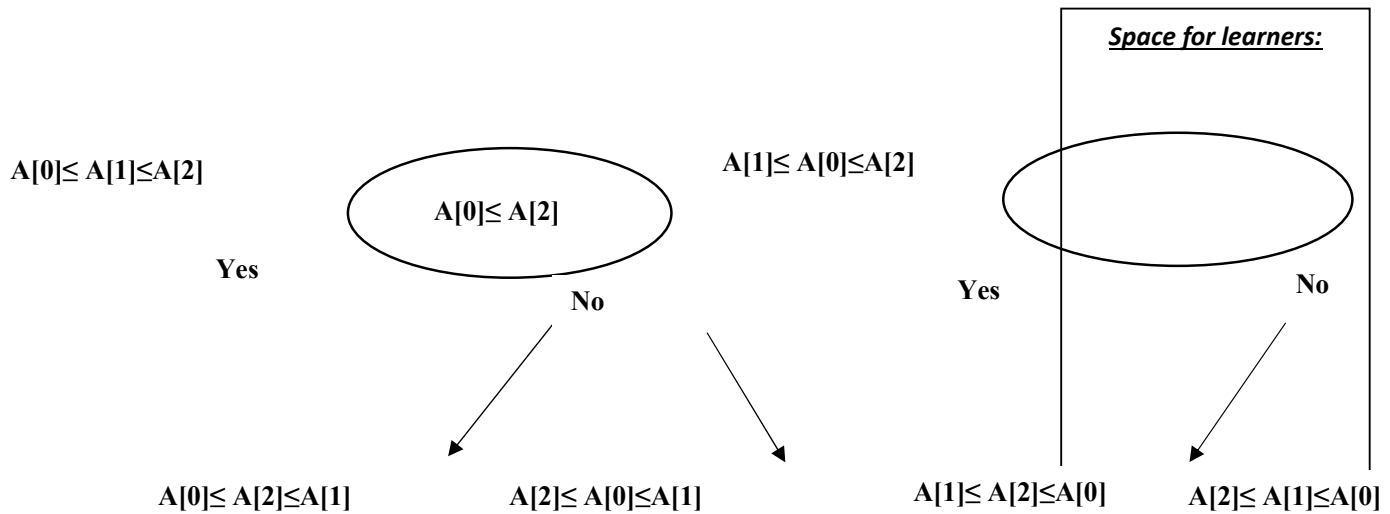 Space for learners:
A[0]≤ A[1]≤A[2]
A[1]≤ A[0]≤A[2]
A[0]≤ A[2]
Yes
No
Yes
No
A[0]≤ A[2]≤A[1]
A[2]≤ A[0]≤A[1]
A[1]≤ A[2]≤A[0]
A[2]≤ A[1]≤A[0]